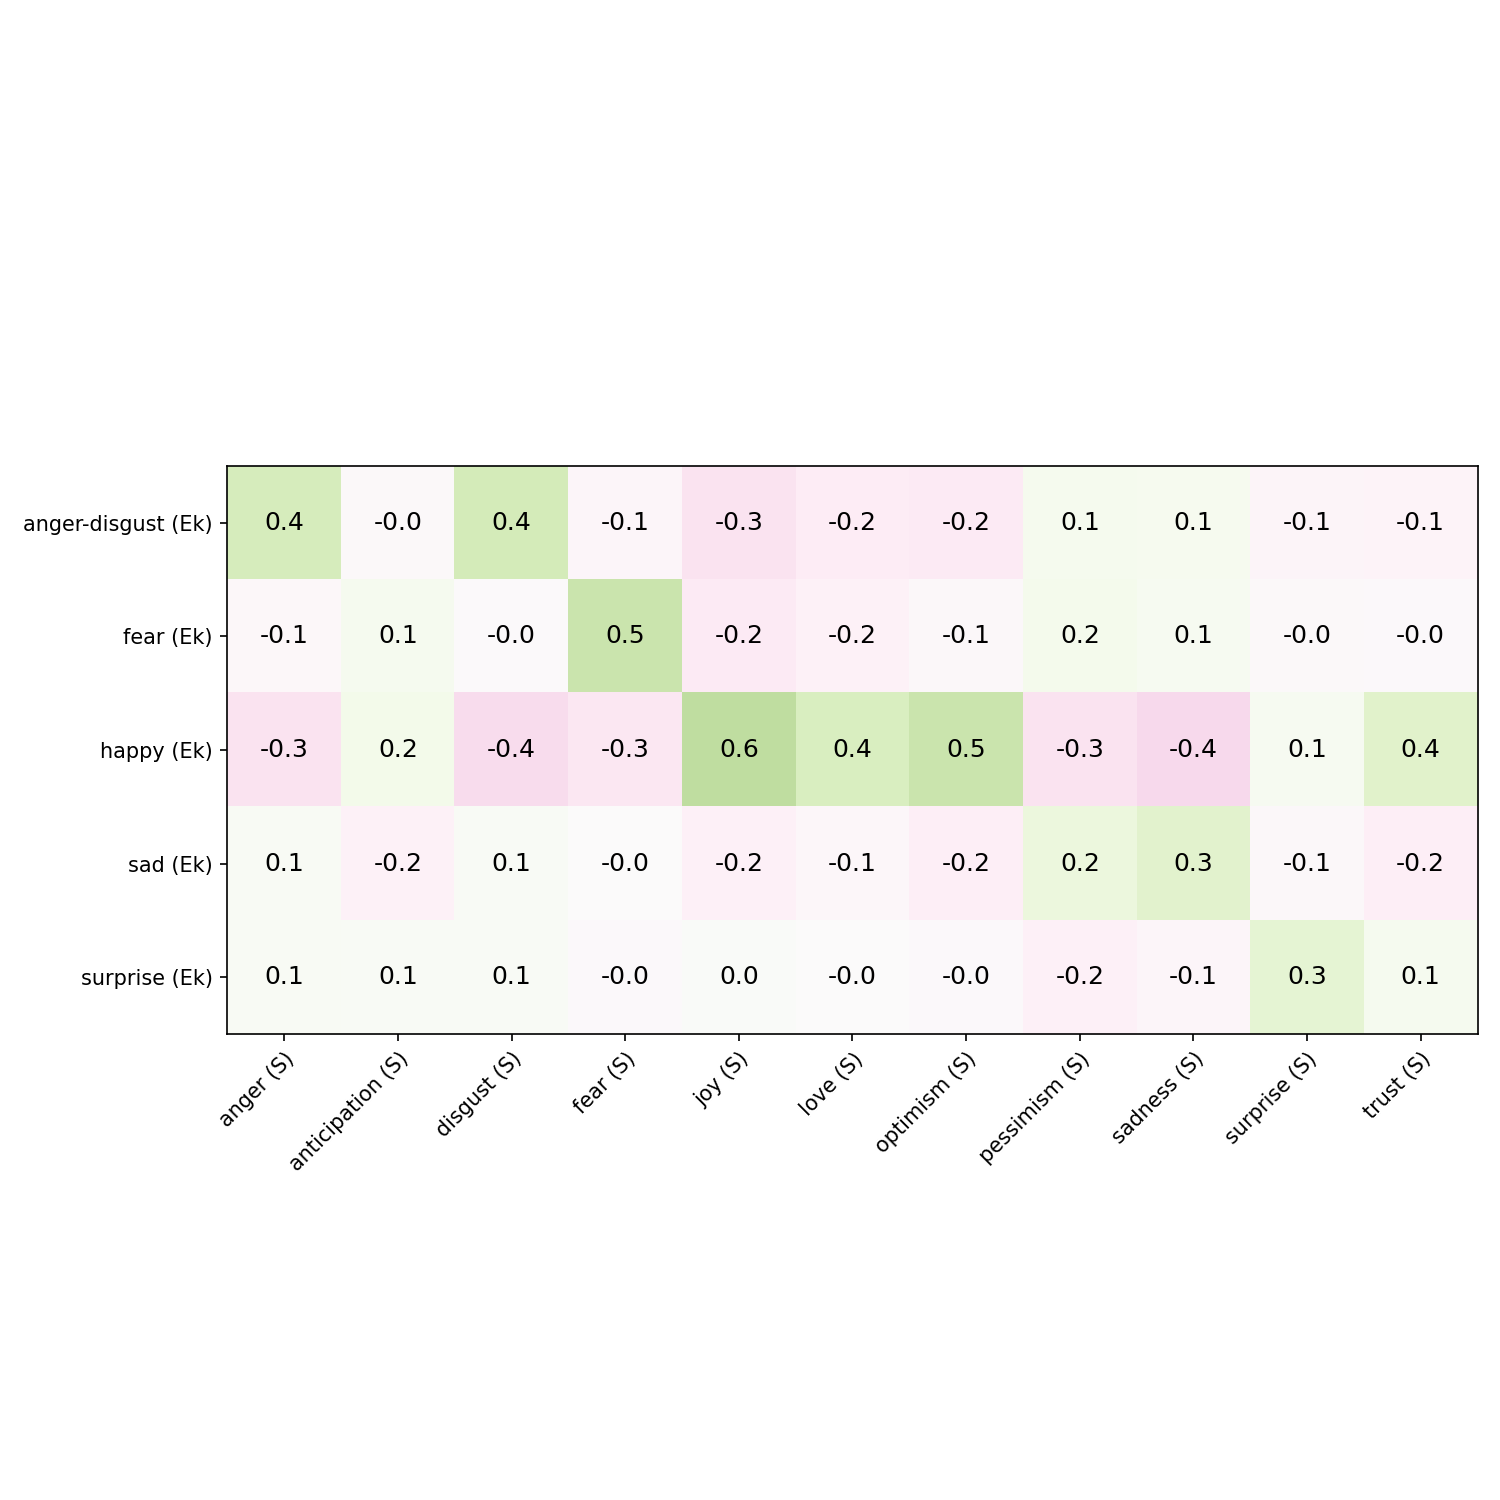 anger-disgust (Ek) 0.4 -0.0 0.4 -0.1 -0.3 -0.2 -0.2 0.1 0.1 -0.1 -0.1
fear (Ek) -0.1 0.1 -0.0 0.5 -0.2 -0.2 -0.1 0.2 0.1 -0.0 -0.0
happy (Ek) -0.3 0.2 -0.4 -0.3 0.6 0.4 0.5 -0.3 -0.4 0.1 0.4
sad (Ek) 0.1 -0.2 0.1 -0.0 -0.2 -0.1 -0.2 0.2 0.3 -0.1 -0.2
surprise (Ek) 0.1 0.1 0.1 -0.0 0.0 -0.0 -0.0 -0.2 -0.1 0.3 0.1
anger (S) anticipation (S) disgust (S) fear (S) joy (S) love (S) optimism (S) pessimism (S) sadness (S) surprise (S) trust (S)